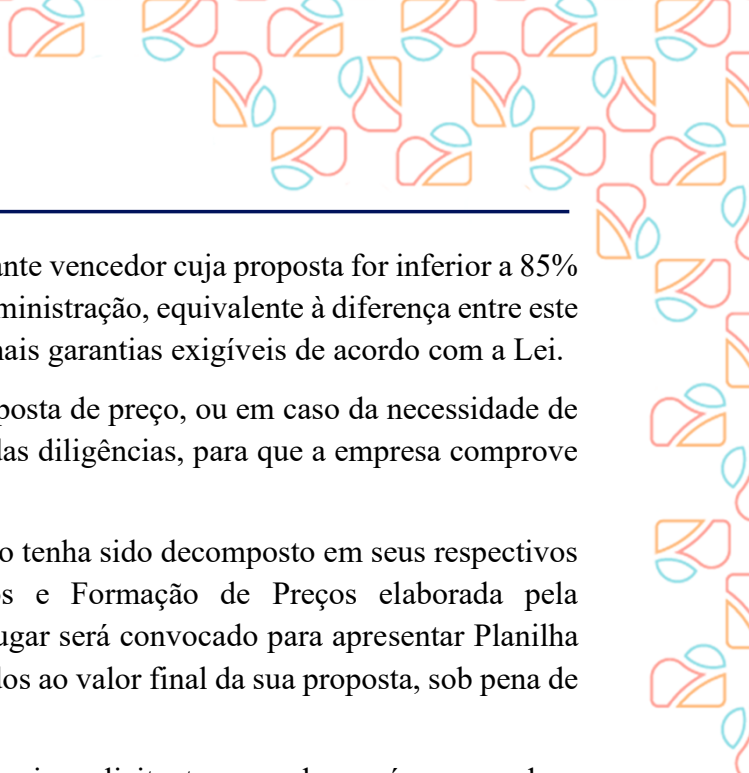 ante vencedor cuja proposta for inferior a 85%
ministração, equivalente à diferença entre este
nais garantias exigíveis de acordo com a Lei.
posta de preço, ou em caso da necessidade de
das diligências, para que a empresa comprove
o tenha sido decomposto em seus respectivos
os e Formação de Preços elaborada pela
ugar será convocado para apresentar Planilha
dos ao valor final da sua proposta, sob pena de